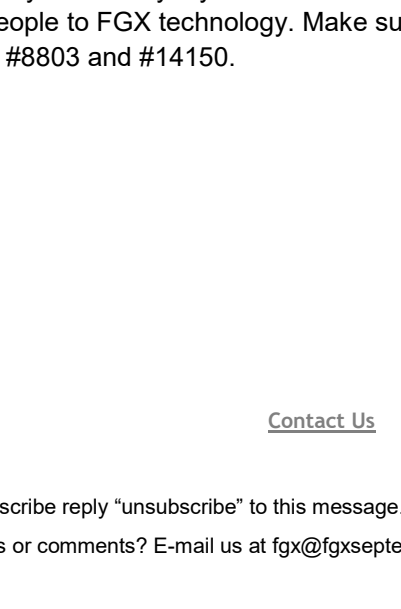 eople to FGX technology. Make su
#8803 and #14150.
Contact Us
scribe reply “unsubscribe” to this message.
s or comments? E-mail us at fgx@fgxsepte